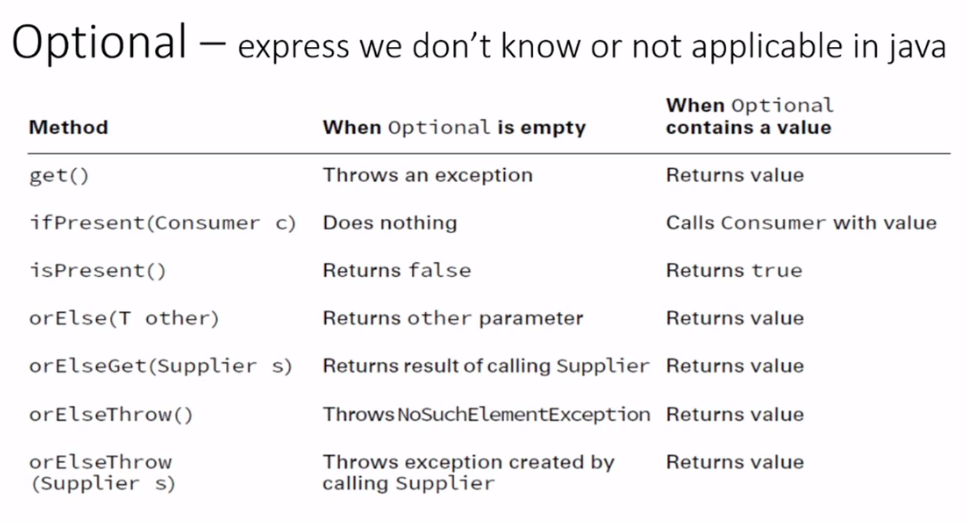 Optional – express we don't know or not applicable in java
Method When Optional is empty When Optional
contains a value
get() Throws an exception Returns value
ifPresent(Consumer c) Does nothing Calls Consumer with value
isPresent() Returns false Returns true
orElse(T other) Returns other parameter Returns value
orElseGet(Supplier s) Returns result of calling Supplier Returns value
orElseThrow() Throws NoSuchElementException Returns value
orElseThrow Throws exception created by Returns value
(Supplier s) calling Supplier